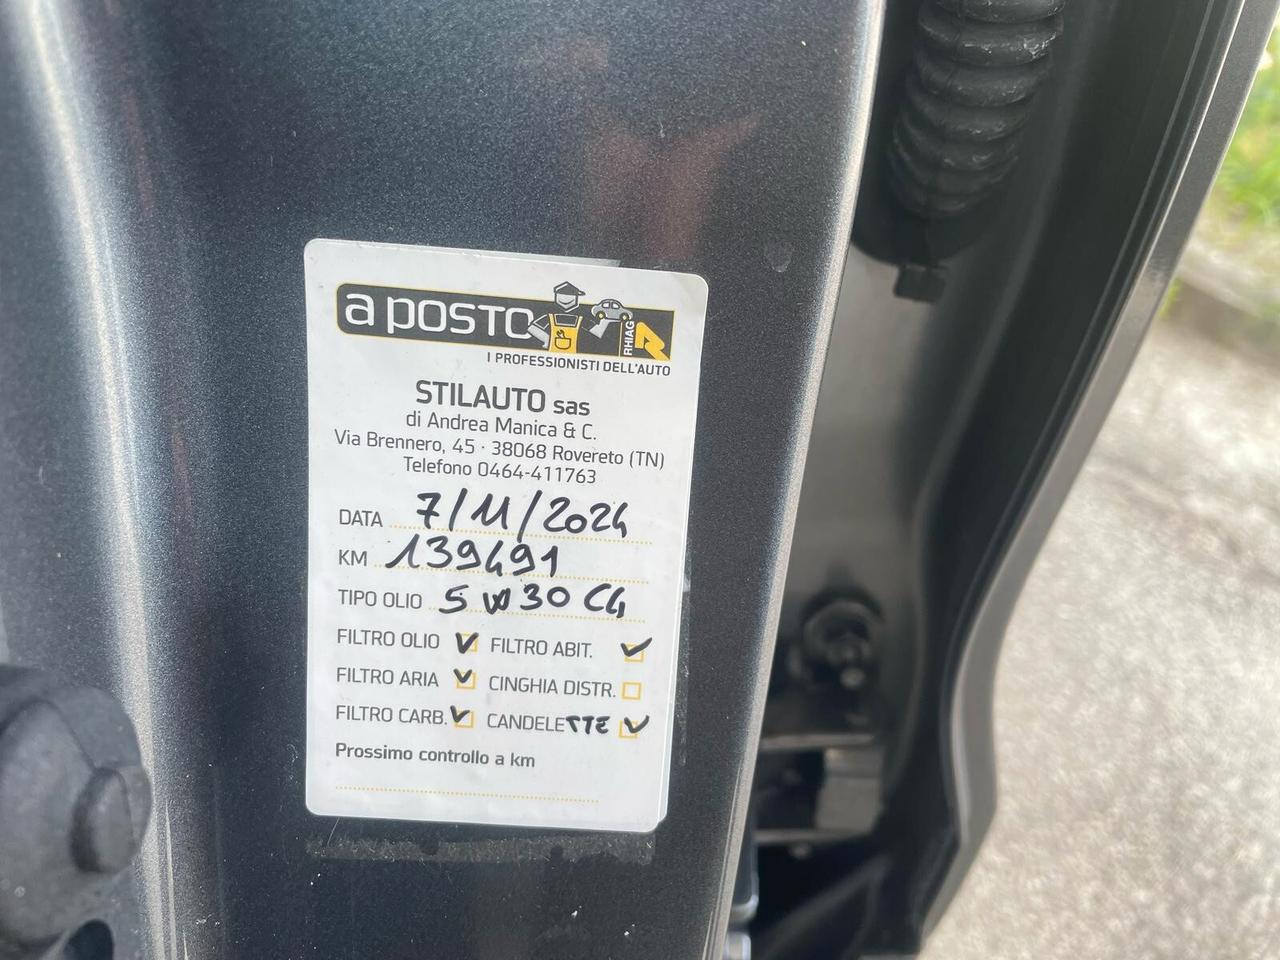 a posto
RHIAG
I PROFESSIONISTI DELL'AUTO
STILAUTO sas
di Andrea Manica & C.
Via Brennero, 45 · 38068 Rovereto (TN)
Telefono 0464-411763
DATA 7/11/2024
KM 139491
TIPO OLIO 5W30 C4
FILTRO OLIO FILTRO ABIT.
FILTRO ARIA CINGHIA DISTR.
FILTRO CARB. CANDELETTE
Prossimo controllo a km